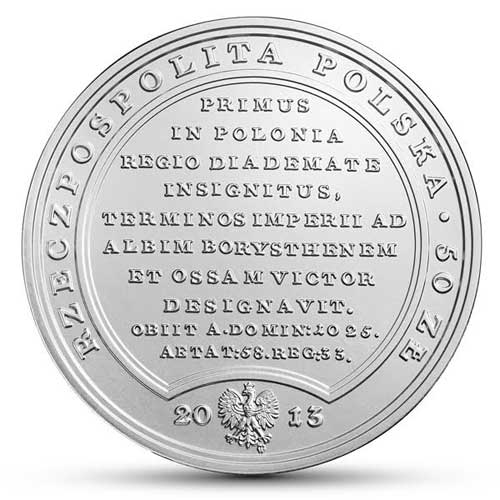 RZECZPOSPOLITA POLSKA · 50 ZŁ
PRIMUS
IN POLONIA
REGIO DIADEMATE
INSIGNITUS,
TERMINOS IMPERII AD
ALBIM BORYSTHENEM
ET OSSAM VICTOR
DESIGNAVIT.
OBIIT A·DOMIN:1025.
AETAT:58.REG:33.
20 13